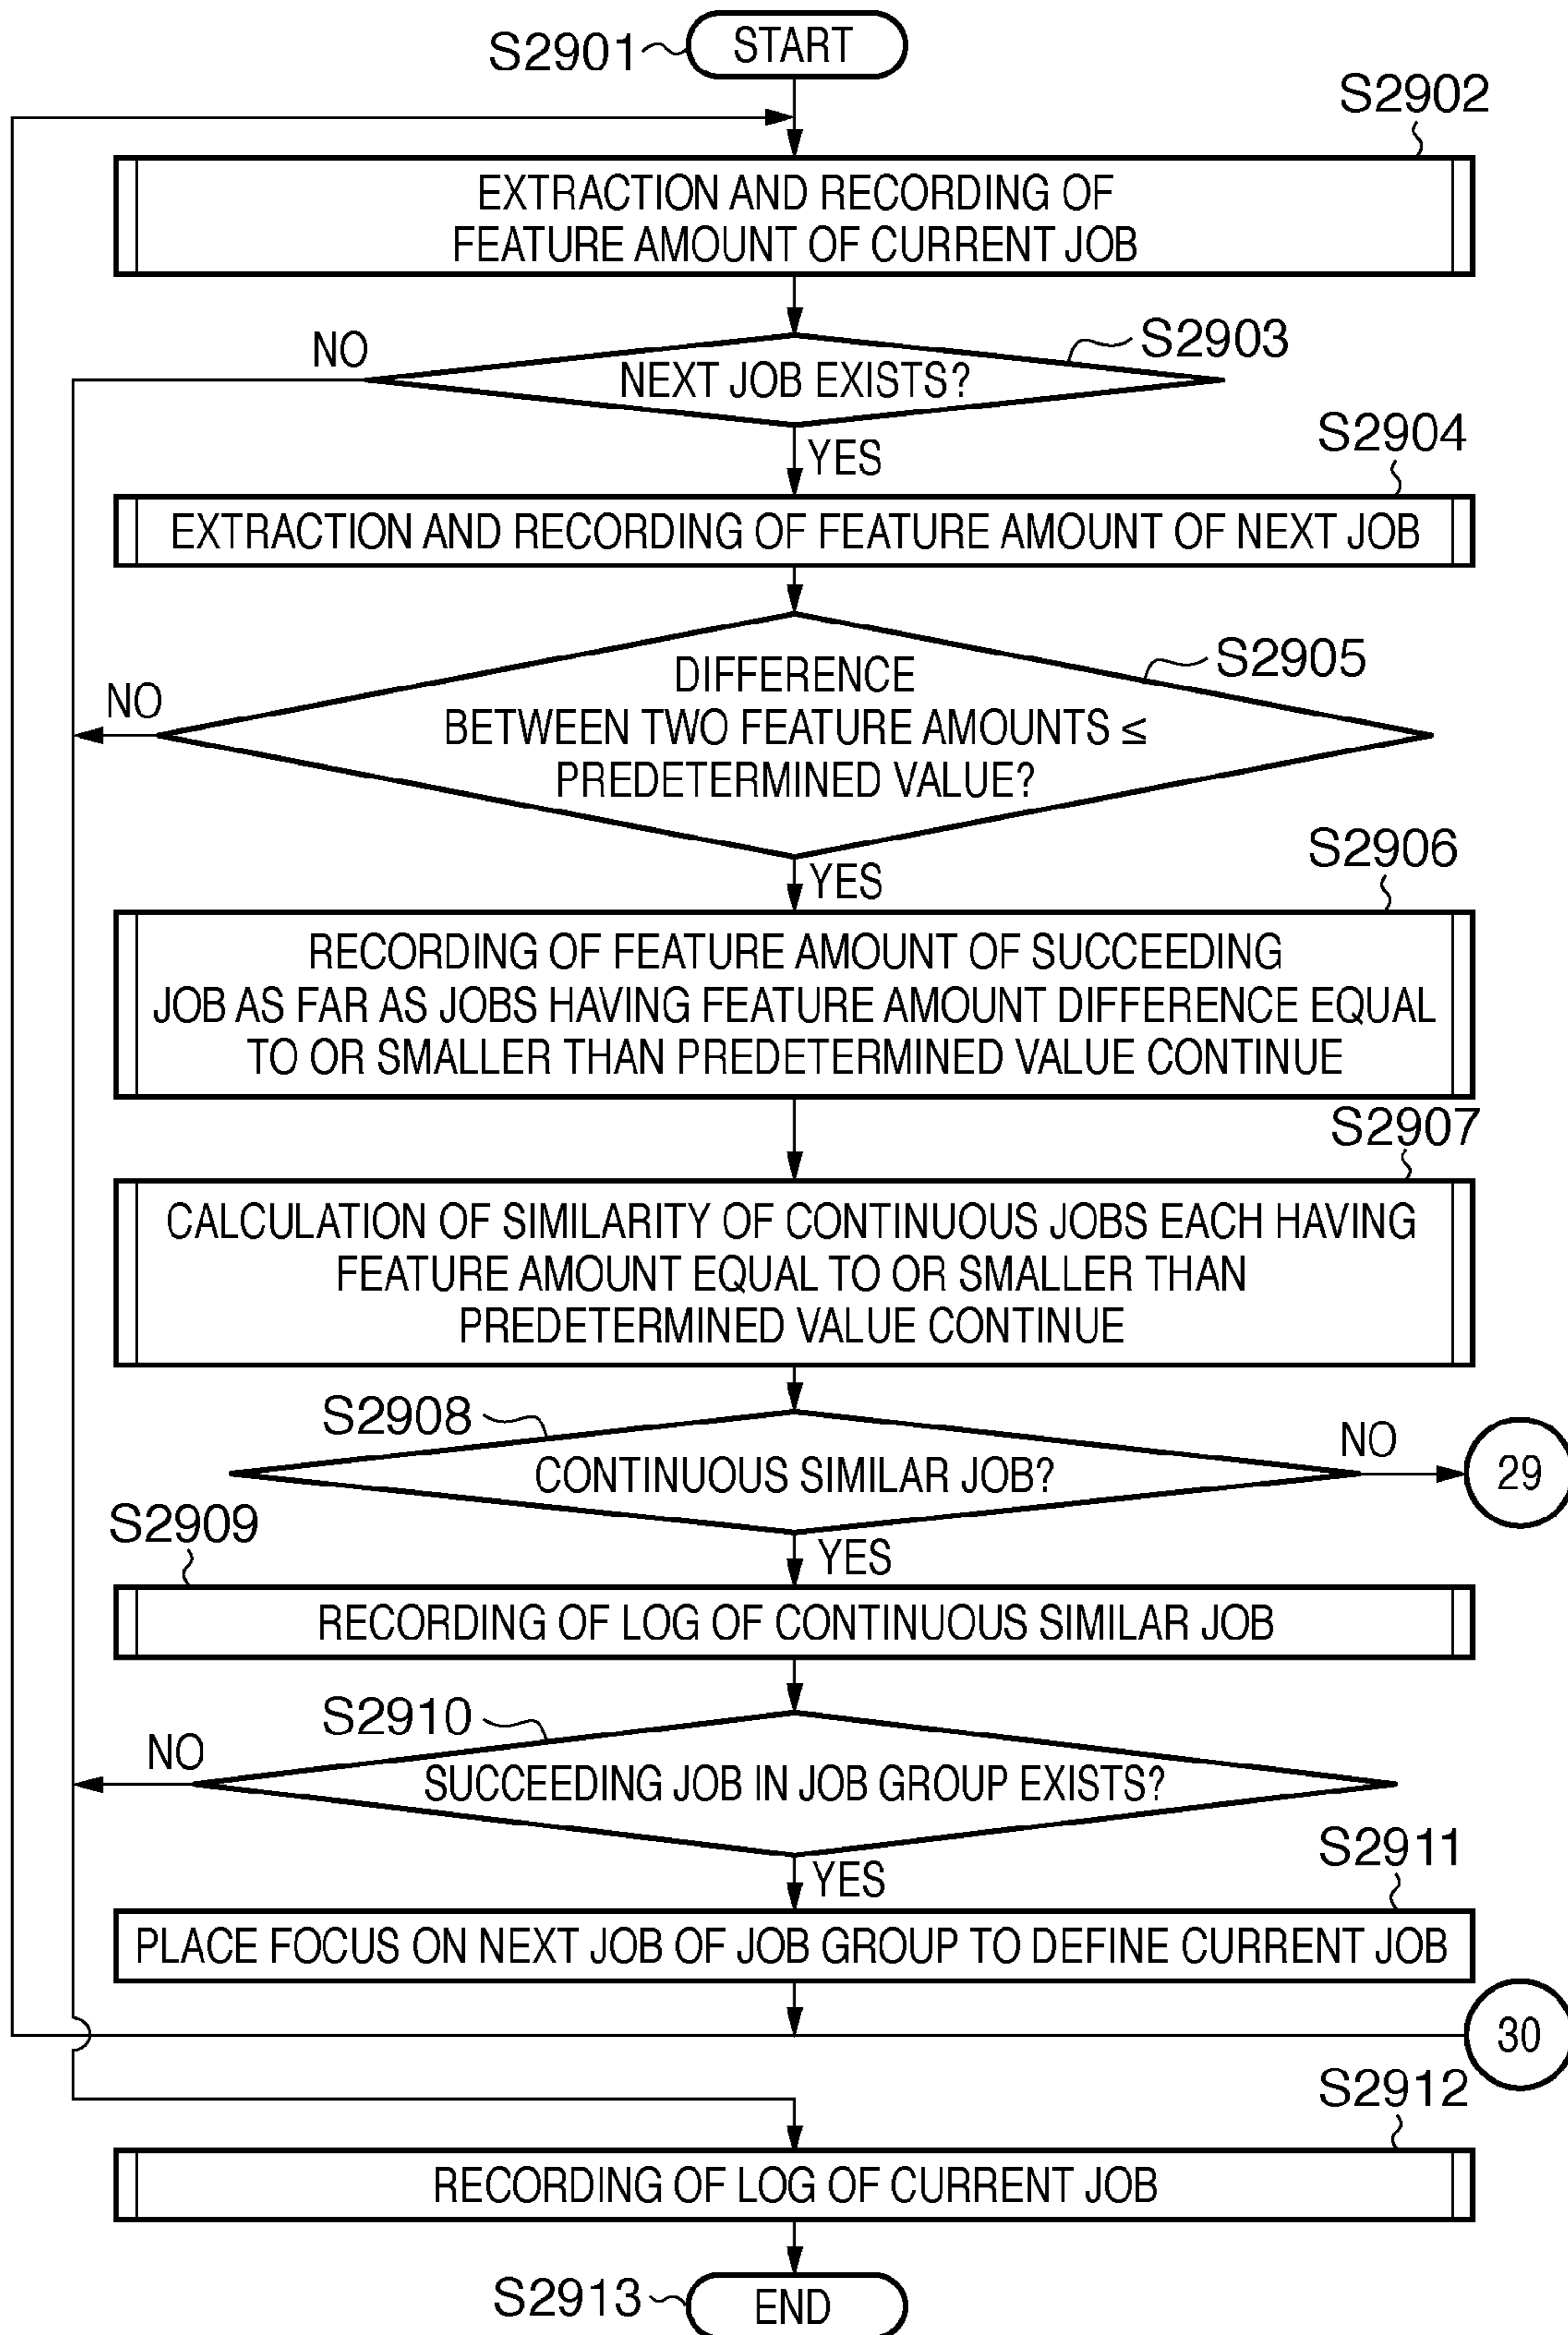 S2901
START
S2902
EXTRACTION AND RECORDING OF
FEATURE AMOUNT OF CURRENT JOB
NO
S2903
NEXT JOB EXISTS?
YES
S2904
EXTRACTION AND RECORDING OF FEATURE AMOUNT OF NEXT JOB
S2905
NO
DIFFERENCE
BETWEEN TWO FEATURE AMOUNTS ≤
PREDETERMINED VALUE?
YES
S2906
RECORDING OF FEATURE AMOUNT OF SUCCEEDING
JOB AS FAR AS JOBS HAVING FEATURE AMOUNT DIFFERENCE EQUAL
TO OR SMALLER THAN PREDETERMINED VALUE CONTINUE
S2907
CALCULATION OF SIMILARITY OF CONTINUOUS JOBS EACH HAVING
FEATURE AMOUNT EQUAL TO OR SMALLER THAN
PREDETERMINED VALUE CONTINUE
S2908
CONTINUOUS SIMILAR JOB?
NO
29
YES
S2909
RECORDING OF LOG OF CONTINUOUS SIMILAR JOB
S2910
NO
SUCCEEDING JOB IN JOB GROUP EXISTS?
YES
S2911
PLACE FOCUS ON NEXT JOB OF JOB GROUP TO DEFINE CURRENT JOB
30
S2912
RECORDING OF LOG OF CURRENT JOB
S2913
END